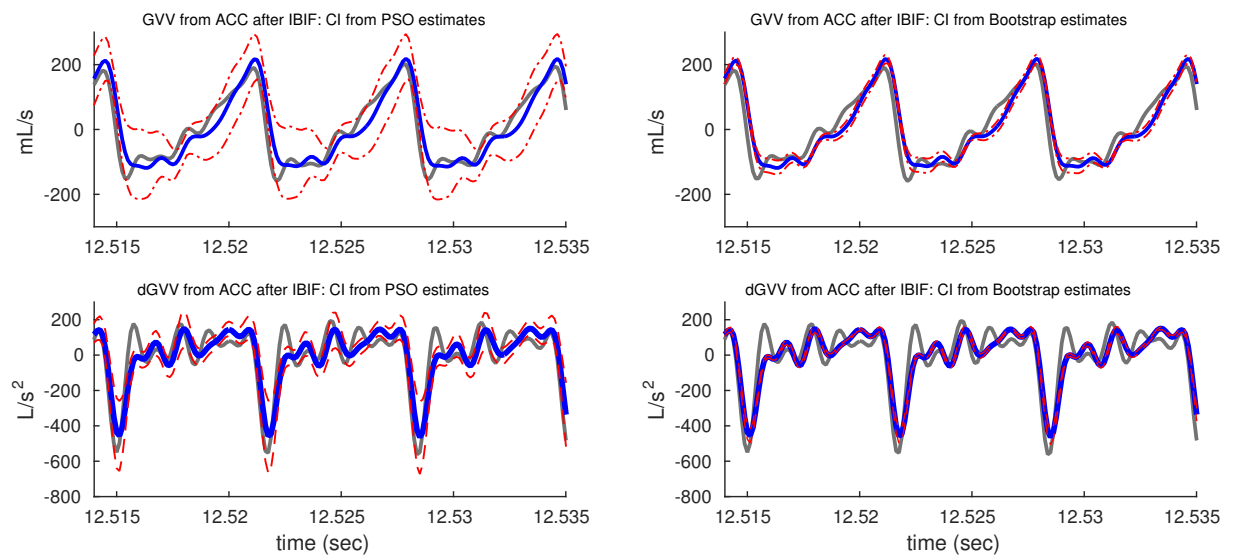 GVV from ACC after IBIF: CI from PSO estimates
200
0
-200
mL/s
12.515 12.52 12.525 12.53 12.535
GVV from ACC after IBIF: CI from Bootstrap estimates
200
0
-200
mL/s
12.515 12.52 12.525 12.53 12.535
dGVV from ACC after IBIF: CI from PSO estimates
200
0
-200
-400
-600
-800
L/s²
12.515 12.52 12.525 12.53 12.535
time (sec)
dGVV from ACC after IBIF: CI from Bootstrap estimates
200
0
-200
-400
-600
-800
L/s²
12.515 12.52 12.525 12.53 12.535
time (sec)